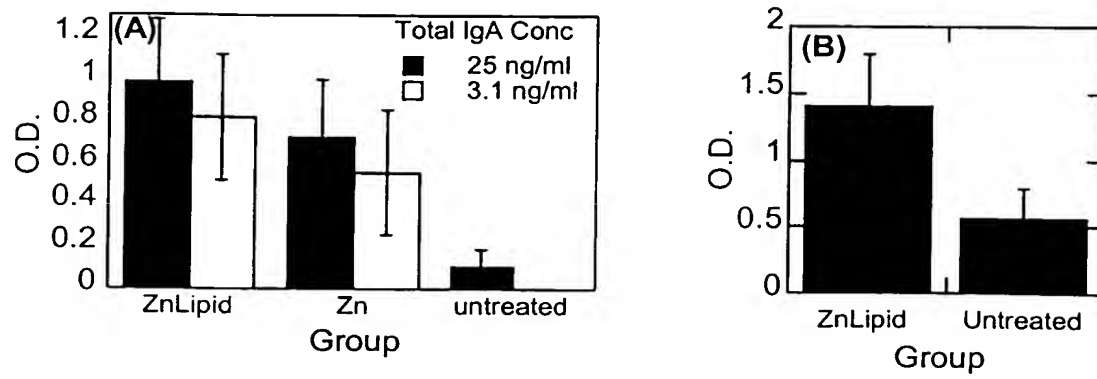 (A)
Total IgA Conc
25 ng/ml
3.1 ng/ml
1.2
1
0.8
0.6
0.4
0.2
0
O.D.
ZnLipid Zn untreated
Group
(B)
2
1.5
1
0.5
0
O.D.
ZnLipid Untreated
Group